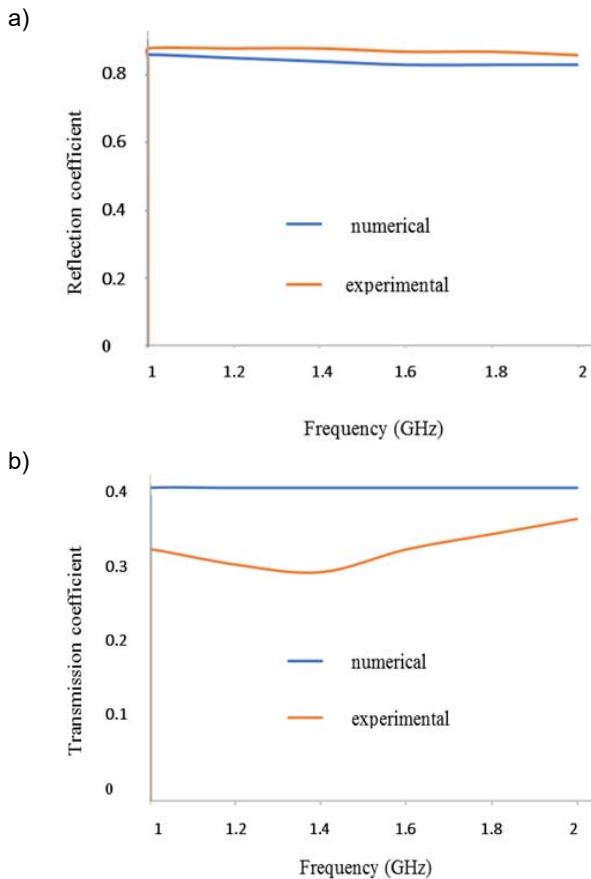 a)
0.8
0.6
0.4
0.2
0
Reflection coefficient
numerical
experimental
1 1.2 1.4 1.6 1.8 2
Frequency (GHz)
b)
0.4
0.3
0.2
0.1
0
Transmission coefficient
numerical
experimental
1 1.2 1.4 1.6 1.8 2
Frequency (GHz)